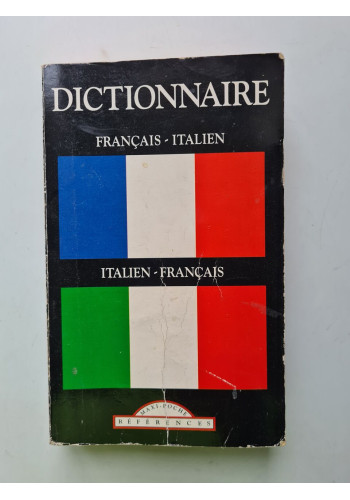 DICTIONNAIRE
FRANÇAIS - ITALIEN
ITALIEN - FRANÇAIS
MAXI-POCHE
RÉFÉRENCES